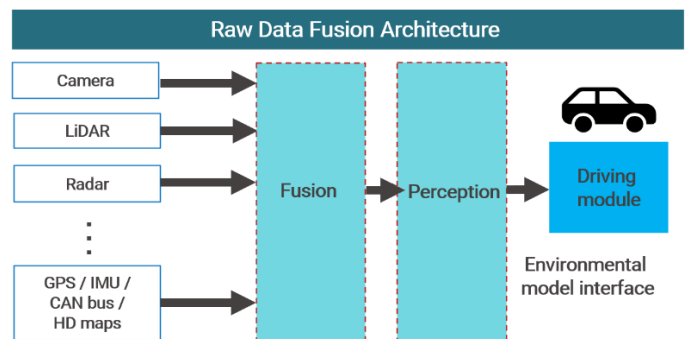 Raw Data Fusion Architecture
Camera
LiDAR
Radar
GPS / IMU /
CAN bus /
HD maps
Fusion
Perception
Driving
module
Environmental
model interface